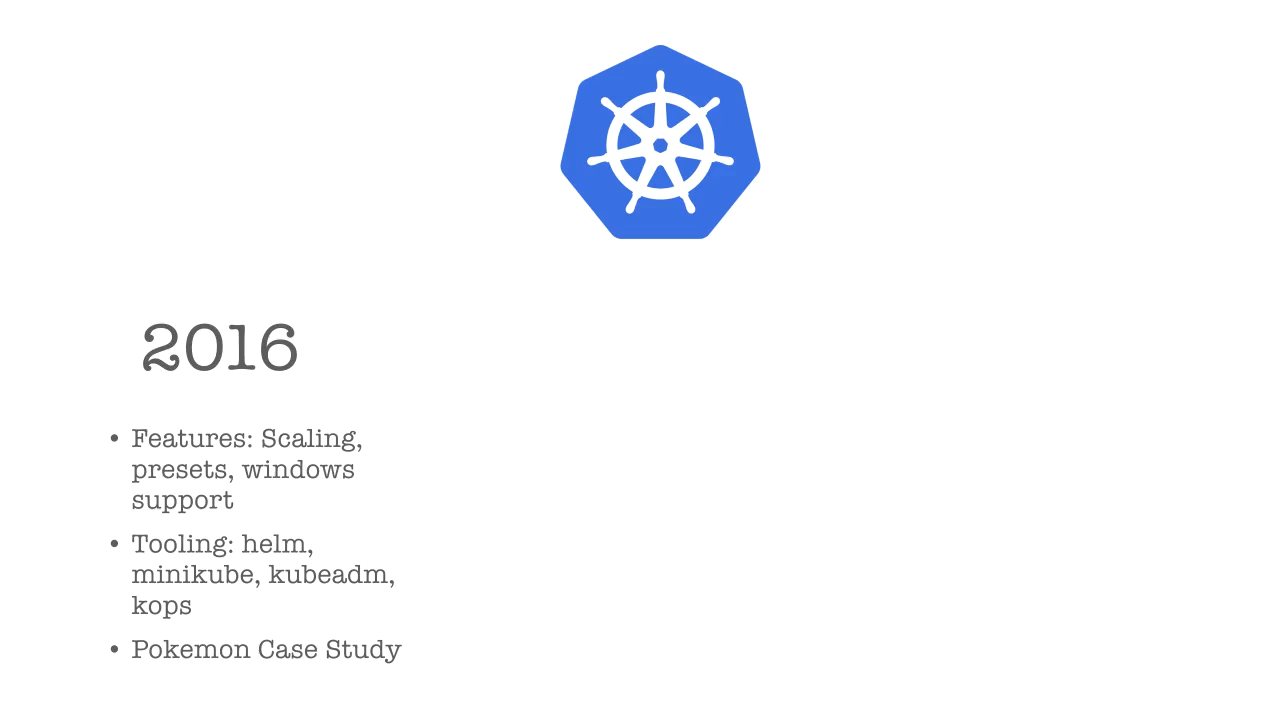 2016
• Features: Scaling,
presets, windows
support
• Tooling: helm,
minikube, kubeadm,
kops
• Pokemon Case Study